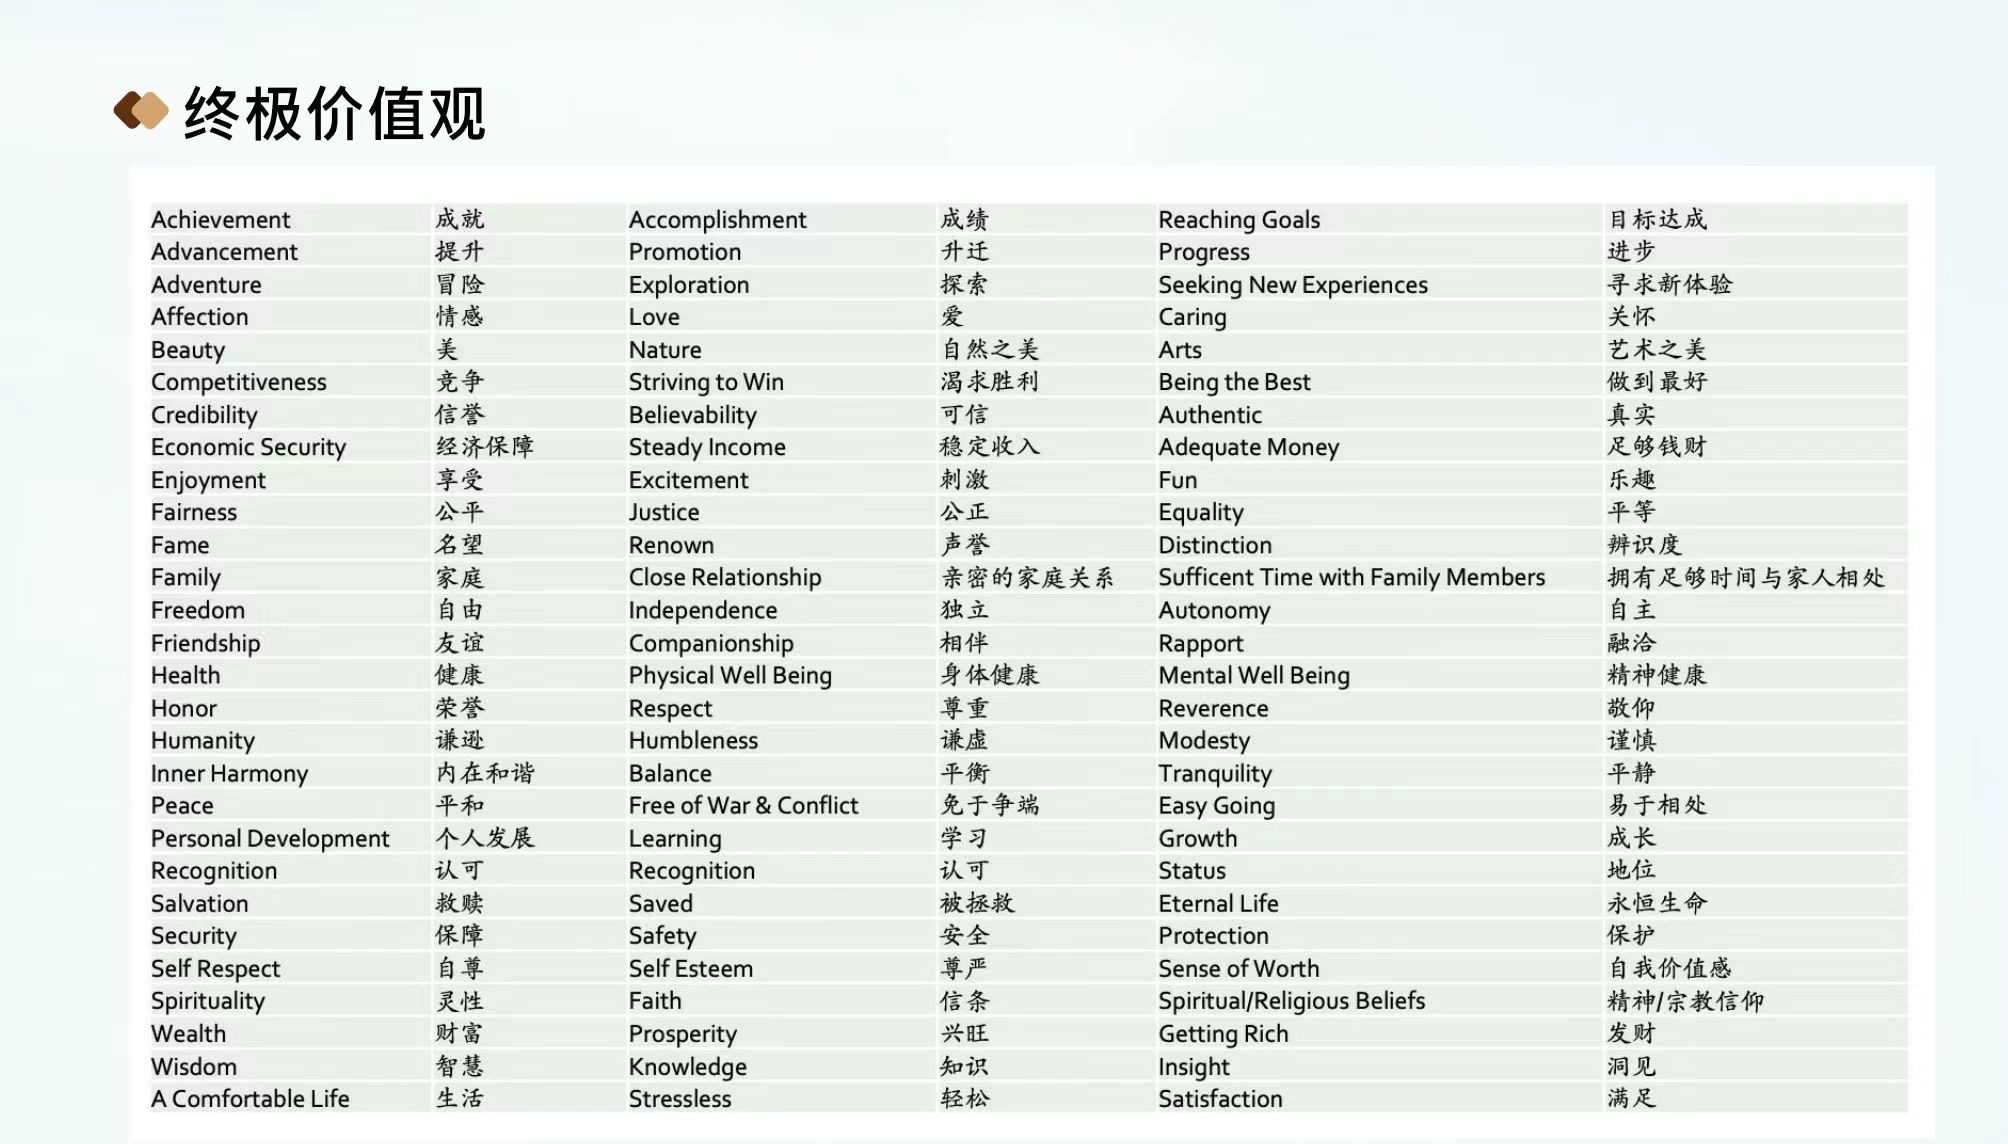 终极价值观
Achievement 成就 Accomplishment 成绩 Reaching Goals 目标达成
Advancement 提升 Promotion 升迁 Progress 进步
Adventure 冒险 Exploration 探索 Seeking New Experiences 寻求新体验
Affection 情感 Love 爱 Caring 关怀
Beauty 美 Nature 自然之美 Arts 艺术之美
Competitiveness 竞争 Striving to Win 渴求胜利 Being the Best 做到最好
Credibility 信誉 Believability 可信 Authentic 真实
Economic Security 经济保障 Steady Income 稳定收入 Adequate Money 足够钱财
Enjoyment 享受 Excitement 刺激 Fun 乐趣
Fairness 公平 Justice 公正 Equality 平等
Fame 名望 Renown 声誉 Distinction 辨识度
Family 家庭 Close Relationship 亲密的家庭关系 Sufficent Time with Family Members 拥有足够时间与家人相处
Freedom 自由 Independence 独立 Autonomy 自主
Friendship 友谊 Companionship 相伴 Rapport 融洽
Health 健康 Physical Well Being 身体健康 Mental Well Being 精神健康
Honor 荣誉 Respect 尊重 Reverence 敬仰
Humanity 谦逊 Humbleness 谦虚 Modesty 谨慎
Inner Harmony 内在和谐 Balance 平衡 Tranquility 平静
Peace 平和 Free of War & Conflict 免于争端 Easy Going 易于相处
Personal Development 个人发展 Learning 学习 Growth 成长
Recognition 认可 Recognition 认可 Status 地位
Salvation 救赎 Saved 被拯救 Eternal Life 永恒生命
Security 保障 Safety 安全 Protection 保护
Self Respect 自尊 Self Esteem 尊严 Sense of Worth 自我价值感
Spirituality 灵性 Faith 信条 Spiritual/Religious Beliefs 精神/宗教信仰
Wealth 财富 Prosperity 兴旺 Getting Rich 发财
Wisdom 智慧 Knowledge 知识 Insight 洞见
A Comfortable Life 生活 Stressless 轻松 Satisfaction 满足